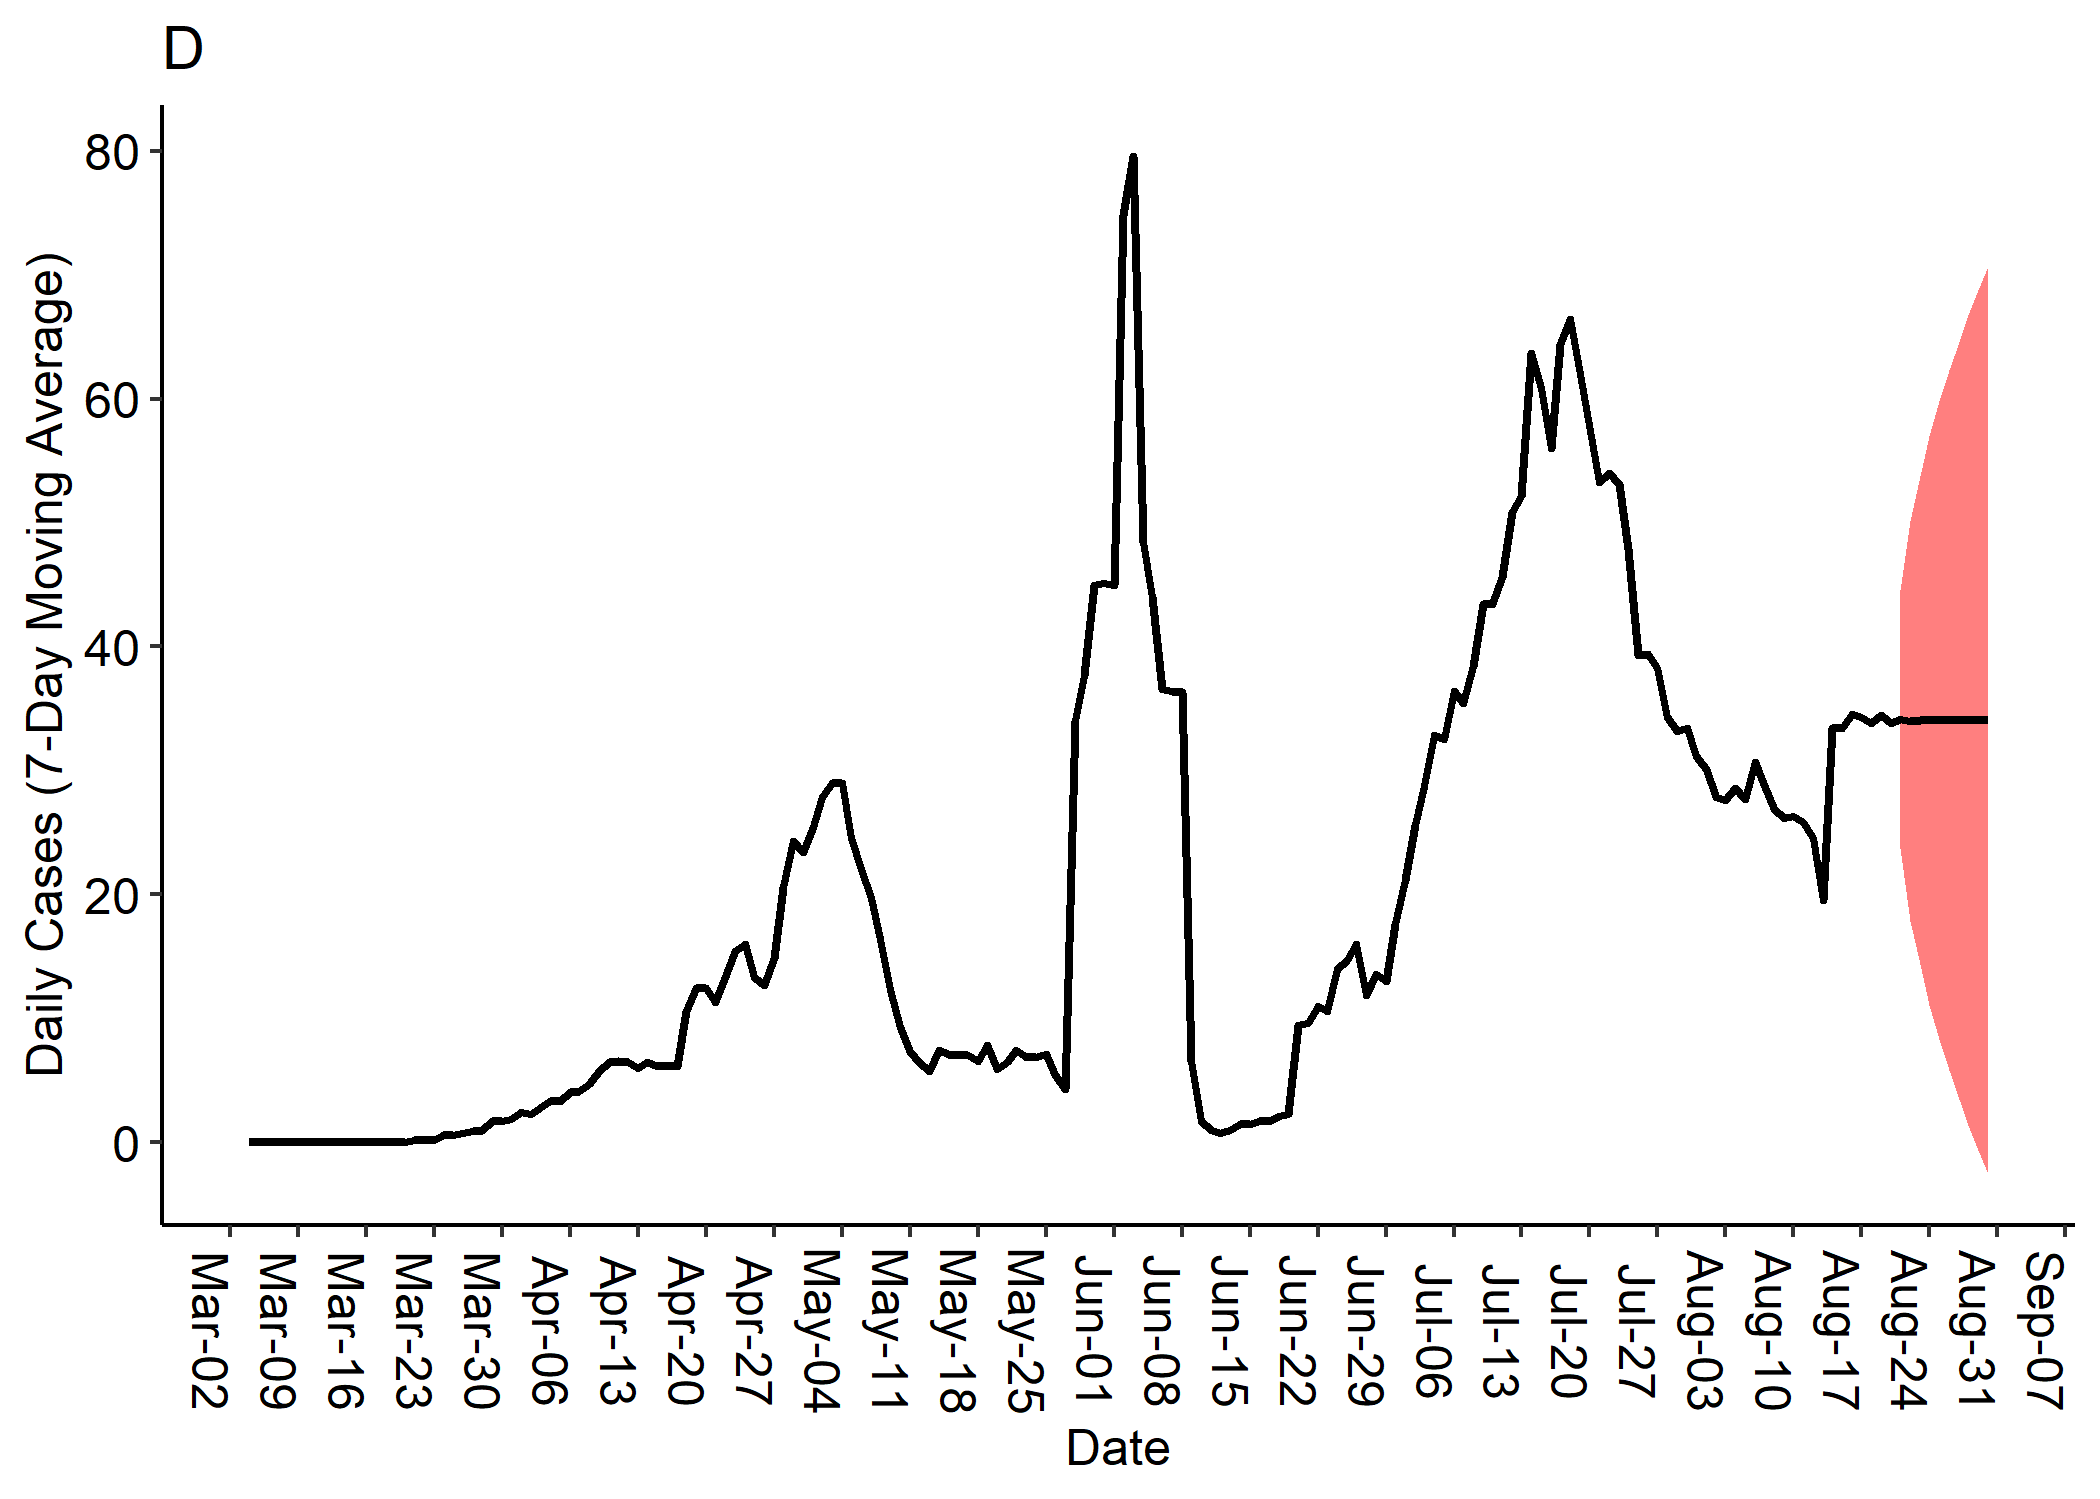 D
Daily Cases (7-Day Moving Average)
80
60
40
20
0
Mar-02
Mar-09
Mar-16
Mar-23
Mar-30
Apr-06
Apr-13
Apr-20
Apr-27
May-04
May-11
May-18
May-25
Jun-01
Jun-08
Jun-15
Jun-22
Jun-29
Jul-06
Jul-13
Jul-20
Jul-27
Aug-03
Aug-10
Aug-17
Aug-24
Aug-31
Sep-07
Date